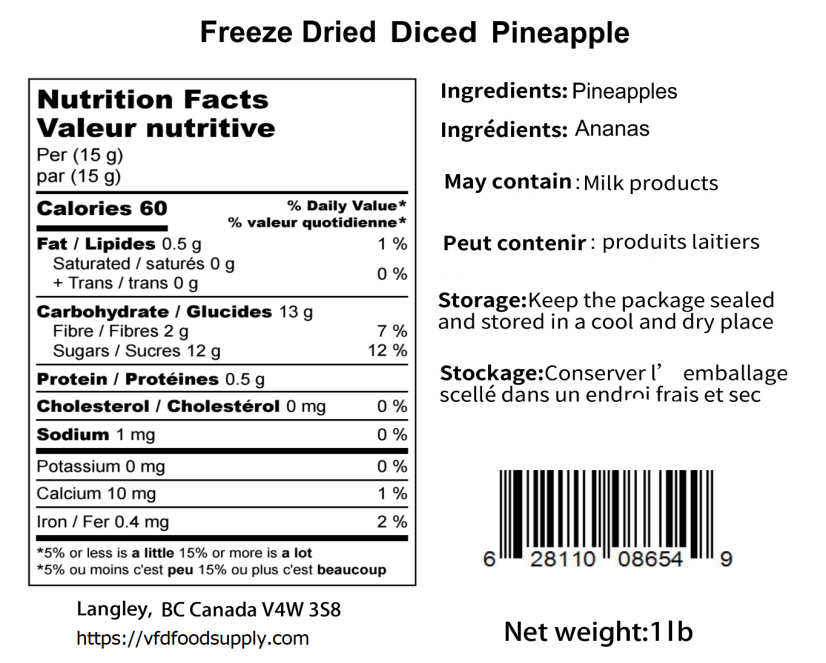 Freeze Dried Diced Pineapple
Nutrition Facts
Valeur nutritive
Per (15 g)
par (15 g)
Calories 60
% Daily Value*
% valeur quotidienne*
Fat / Lipides 0.5 g 1 %
Saturated / saturés 0 g
+ Trans / trans 0 g
0 %
Carbohydrate / Glucides 13 g
Fibre / Fibres 2 g 7 %
Sugars / Sucres 12 g 12 %
Protein / Protéines 0.5 g
Cholesterol / Cholestérol 0 mg 0 %
Sodium 1 mg 0 %
Potassium 0 mg 0 %
Calcium 10 mg 1 %
Iron / Fer 0.4 mg 2 %
*5% or less is a little 15% or more is a lot
*5% ou moins c'est peu 15% ou plus c'est beaucoup
Langley, BC Canada V4W 3S8
https://vfdfoodsupply.com
Ingredients: Pineapples
Ingrédients: Ananas
May contain : Milk products
Peut contenir : produits laitiers
Storage:Keep the package sealed
and stored in a cool and dry place
Stockage:Conserver l’ emballage
scellé dans un endroi frais et sec
6 28110 08654 9
Net weight:1lb